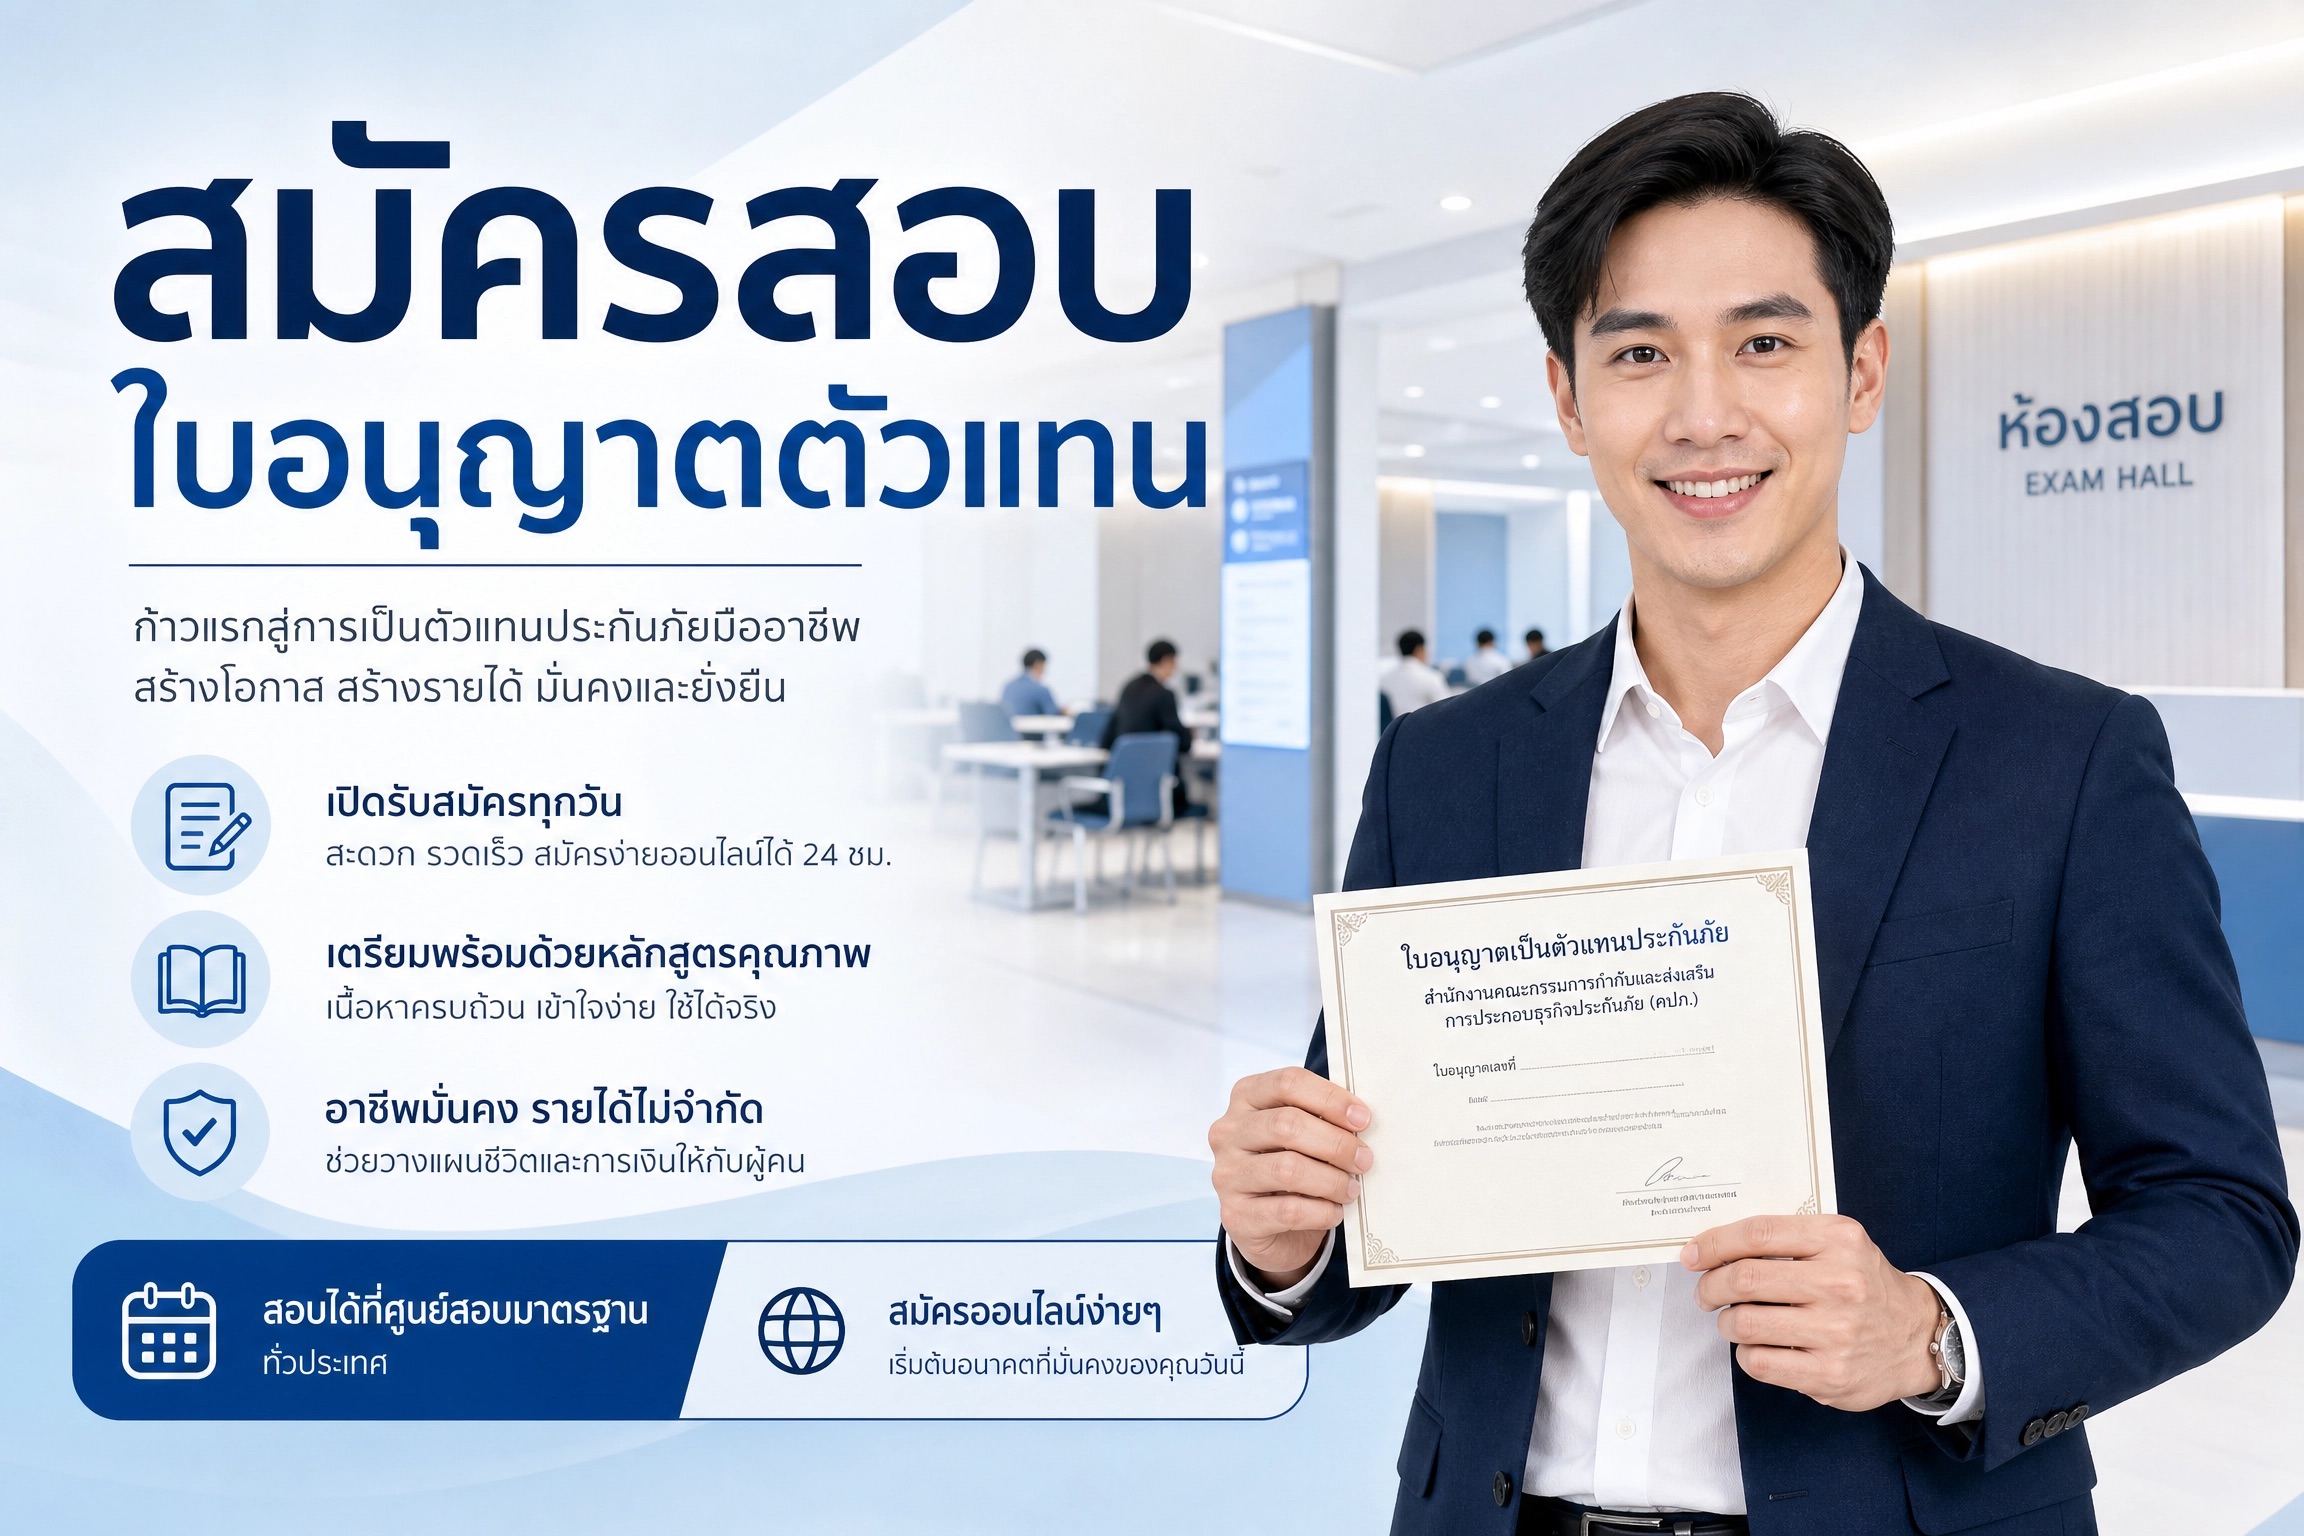 สมัครสอบ
ใบอนุญาตตัวแทน
ก้าวแรกสู่การเป็นตัวแทนประกันภัยมืออาชีพ
สร้างโอกาส สร้างรายได้ มั่นคงและยั่งยืน
เปิดรับสมัครทุกวัน
สะดวก รวดเร็ว สมัครง่ายออนไลน์ได้ 24 ชม.
เตรียมพร้อมด้วยหลักสูตรคุณภาพ
เนื้อหาครบถ้วน เข้าใจง่าย ใช้ได้จริง
อาชีพมั่นคง รายได้ไม่จำกัด
ช่วยวางแผนชีวิตและการเงินให้กับผู้คน
สอบได้ที่ศูนย์สอบมาตรฐาน
ทั่วประเทศ
สมัครออนไลน์ง่ายๆ
เริ่มต้นอนาคตที่มั่นคงของคุณวันนี้
ห้องสอบ
EXAM HALL
ใบอนุญาตเป็นตัวแทนประกันภัย
สำนักงานคณะกรรมการกำกับและส่งเสริม
การประกอบธุรกิจประกันภัย (คปภ.)
ใบอนุญาตเลขที่